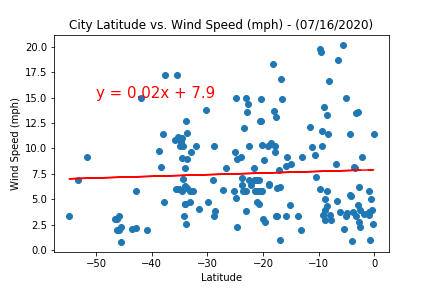 City Latitude vs. Wind Speed (mph) - (07/16/2020)
20.0
17.5
15.0
12.5
10.0
7.5
5.0
2.5
0.0
Wind Speed (mph)
y = 0.02x + 7.9
−50 −40 −30 −20 −10 0
Latitude